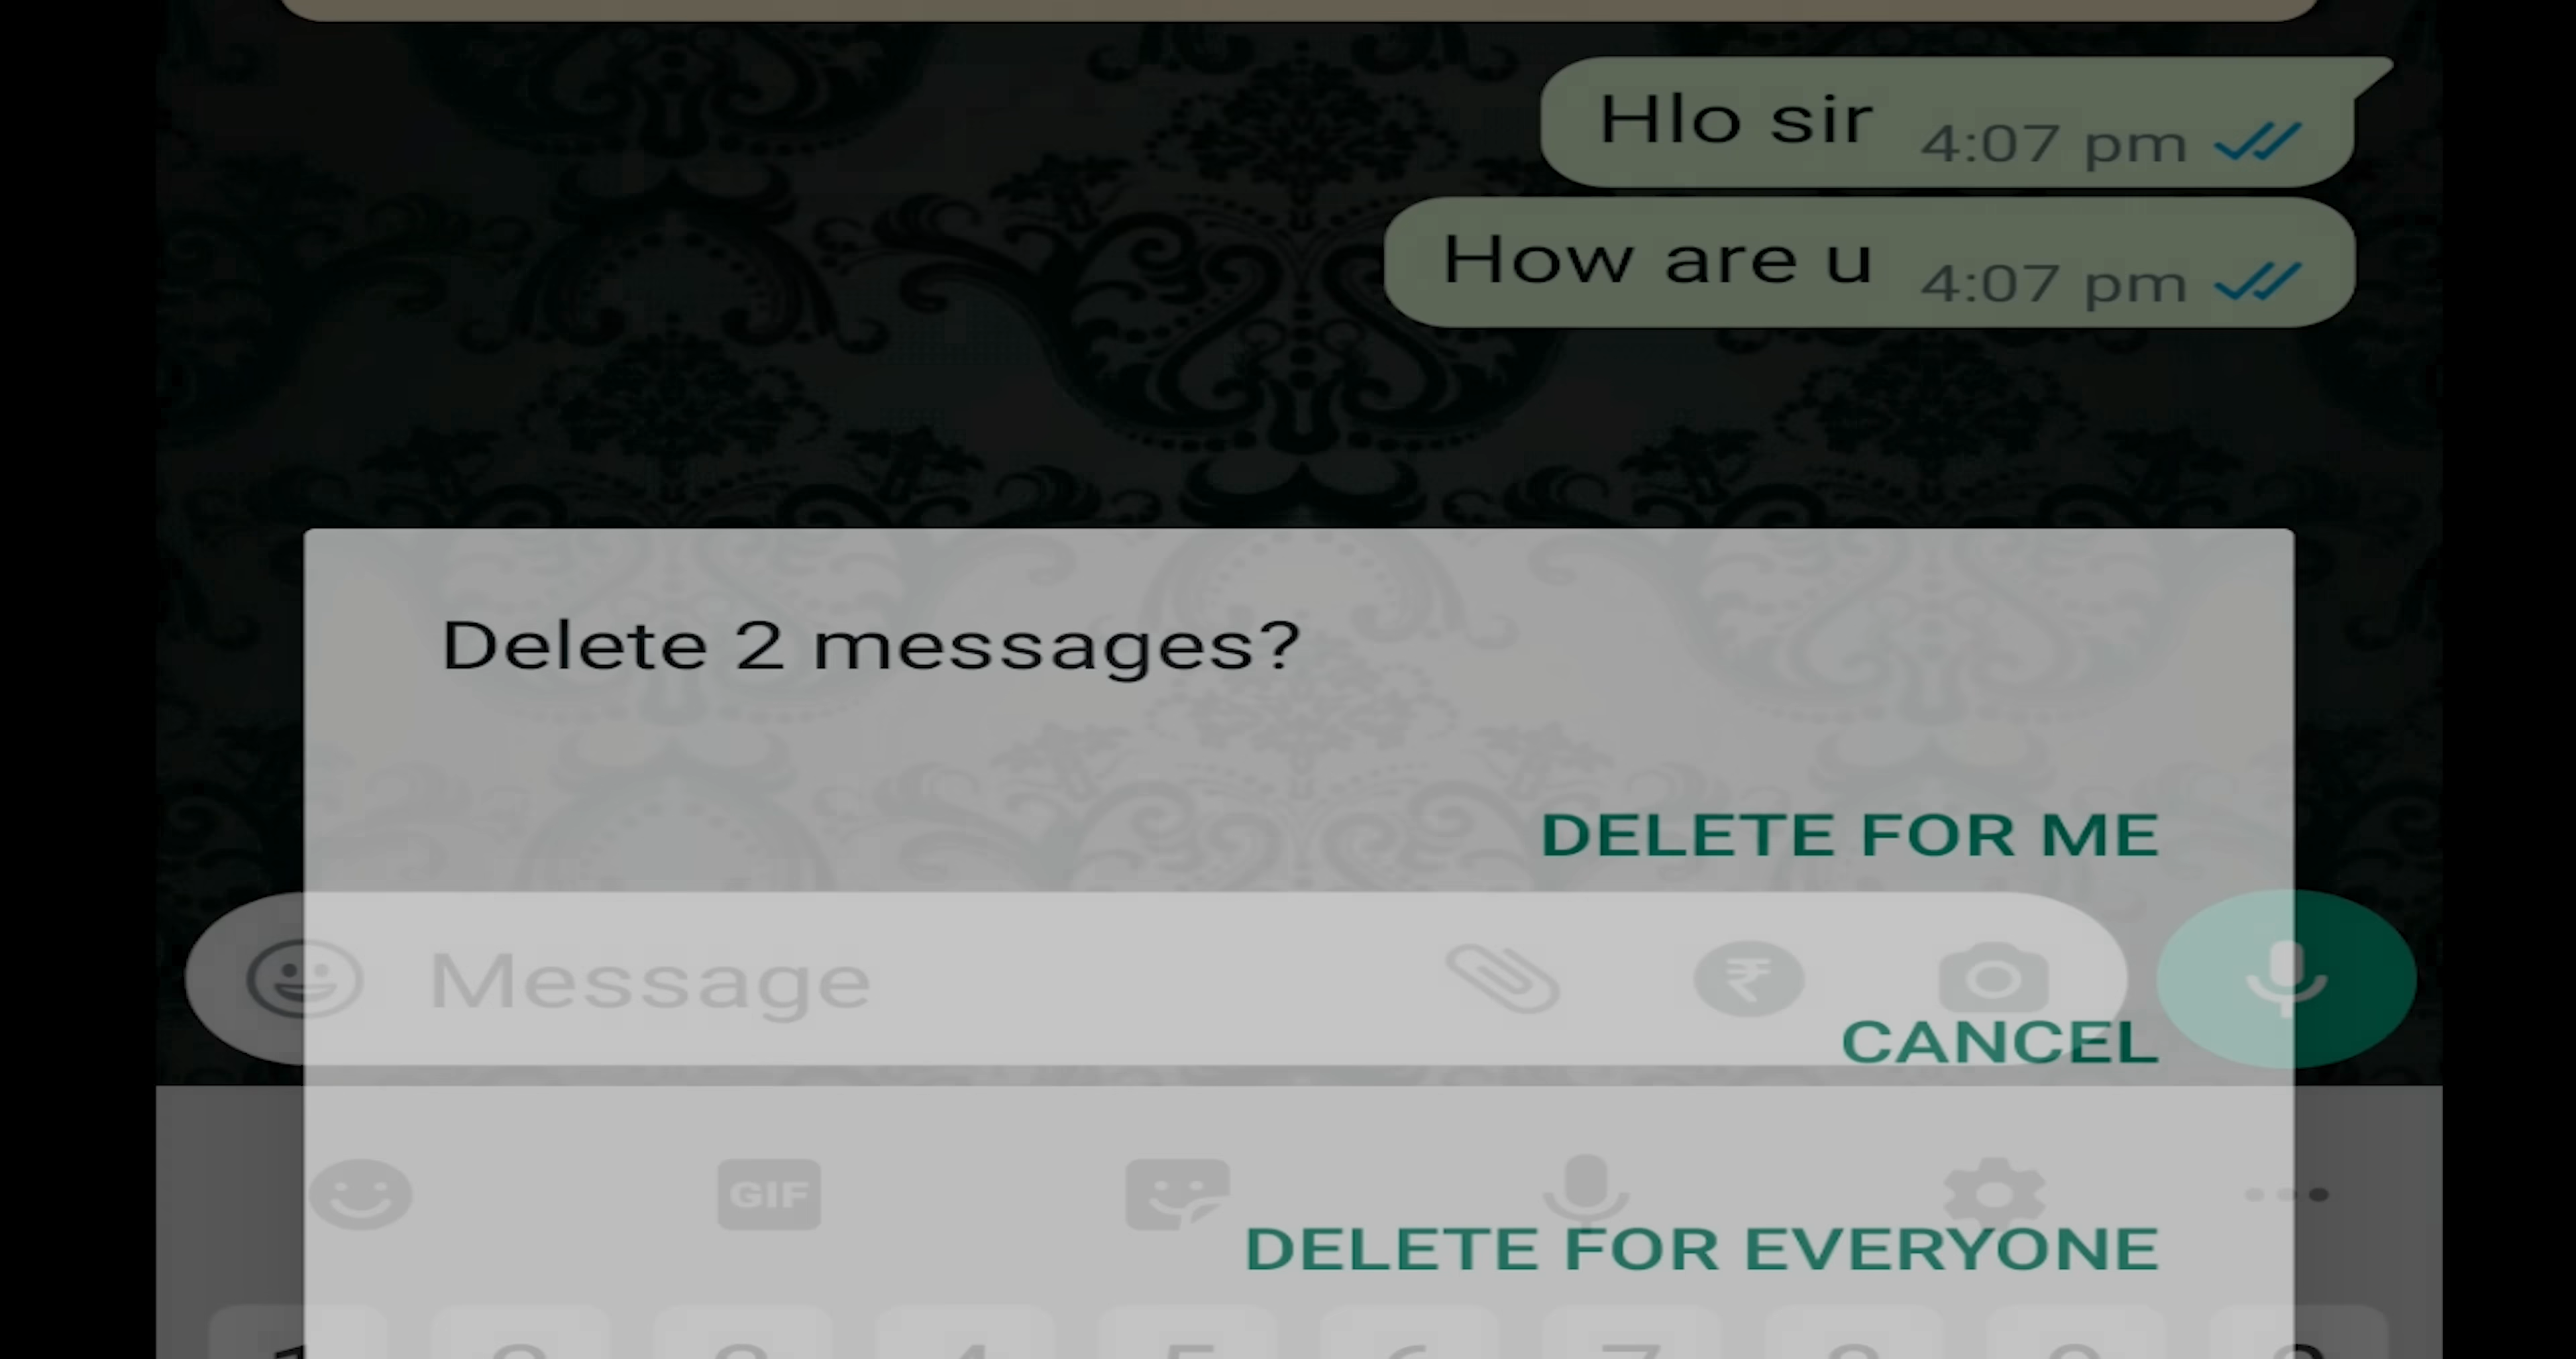 Hlo sir 4:07 pm
How are u 4:07 pm
Delete 2 messages?
DELETE FOR ME
Message
CANCEL
GIF
DELETE FOR EVERYONE